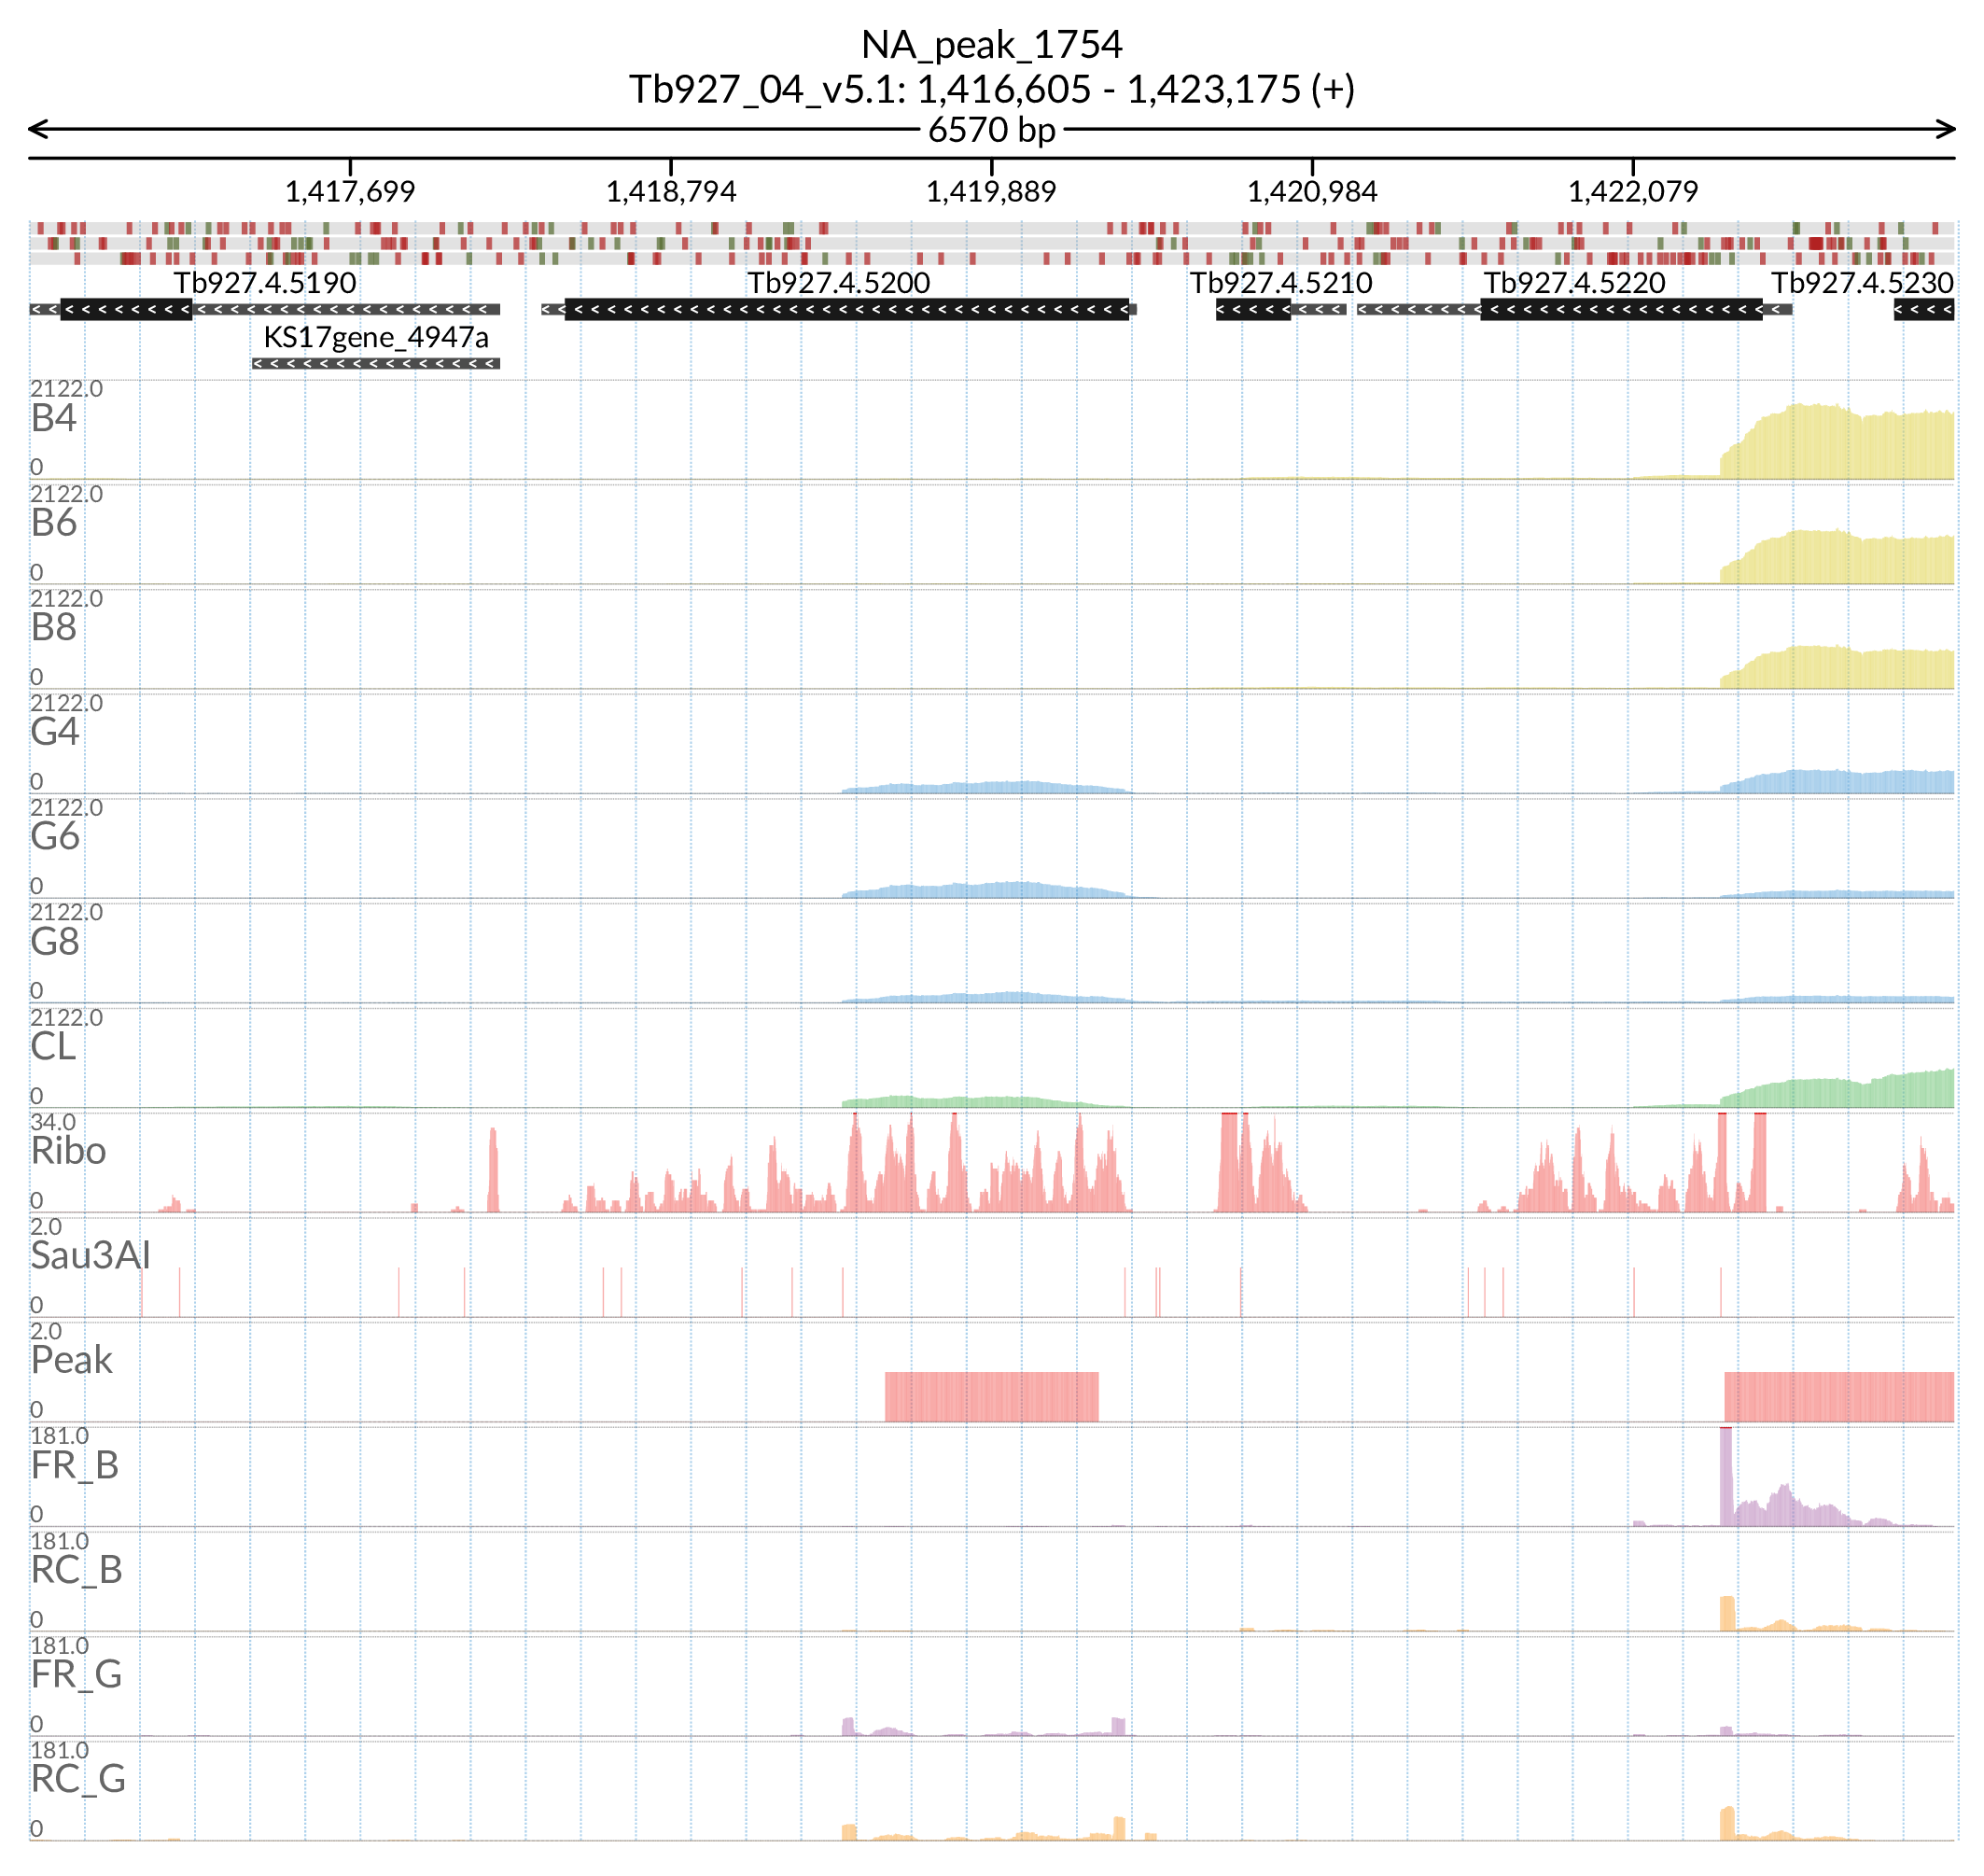 NA_peak_1754
Tb927_04_v5.1: 1,416,605 - 1,423,175 (+)
6570 bp
1,417,699 1,418,794 1,419,889 1,420,984 1,422,079
Tb927.4.5190 Tb927.4.5200 Tb927.4.5210 Tb927.4.5220 Tb927.4.5230
KS17gene_4947a
2122.0
B4
0
2122.0
B6
0
2122.0
B8
0
2122.0
G4
0
2122.0
G6
0
2122.0
G8
0
2122.0
CL
0
34.0
Ribo
0
2.0
Sau3AI
0
2.0
Peak
0
181.0
FR_B
0
181.0
RC_B
0
181.0
FR_G
0
181.0
RC_G
0